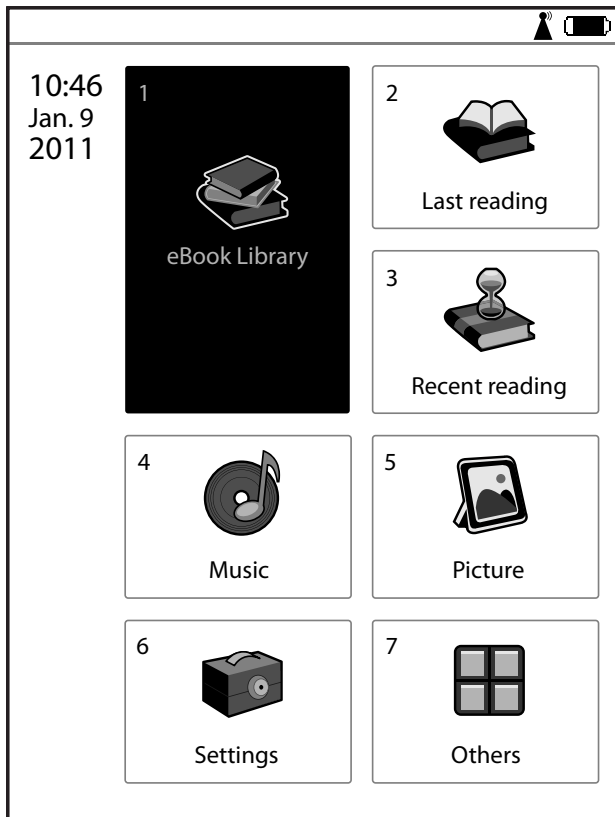 10:46
Jan. 9
2011
1
eBook Library
2
Last reading
3
Recent reading
4
Music
5
Picture
6
Settings
7
Others